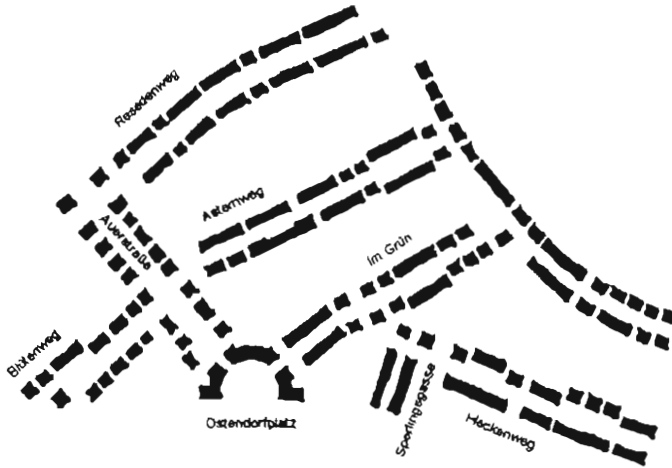 Resedenweg
Asternweg
Auerstraße
Im Grün
Blütenweg
Ostendorfplatz
Sperlingsgasse
Heckenweg